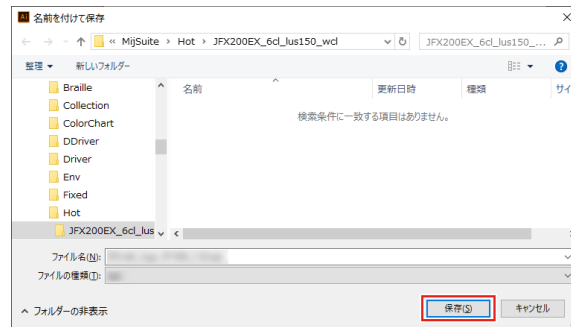 Ai 名前を付けて保存
« MijSuite › Hot › JFX200EX_6cl_lus150_wcl
JFX200EX_6cl_lus150_...
整理 新しいフォルダー
名前 更新日時 種類 サイ
Braille
Collection
ColorChart
DDriver
Driver
Env
Fixed
Hot
JFX200EX_6cl_lus
検索条件に一致する項目はありません。
ファイル名(N):
ファイルの種類(T):
フォルダーの非表示
保存(S) キャンセル